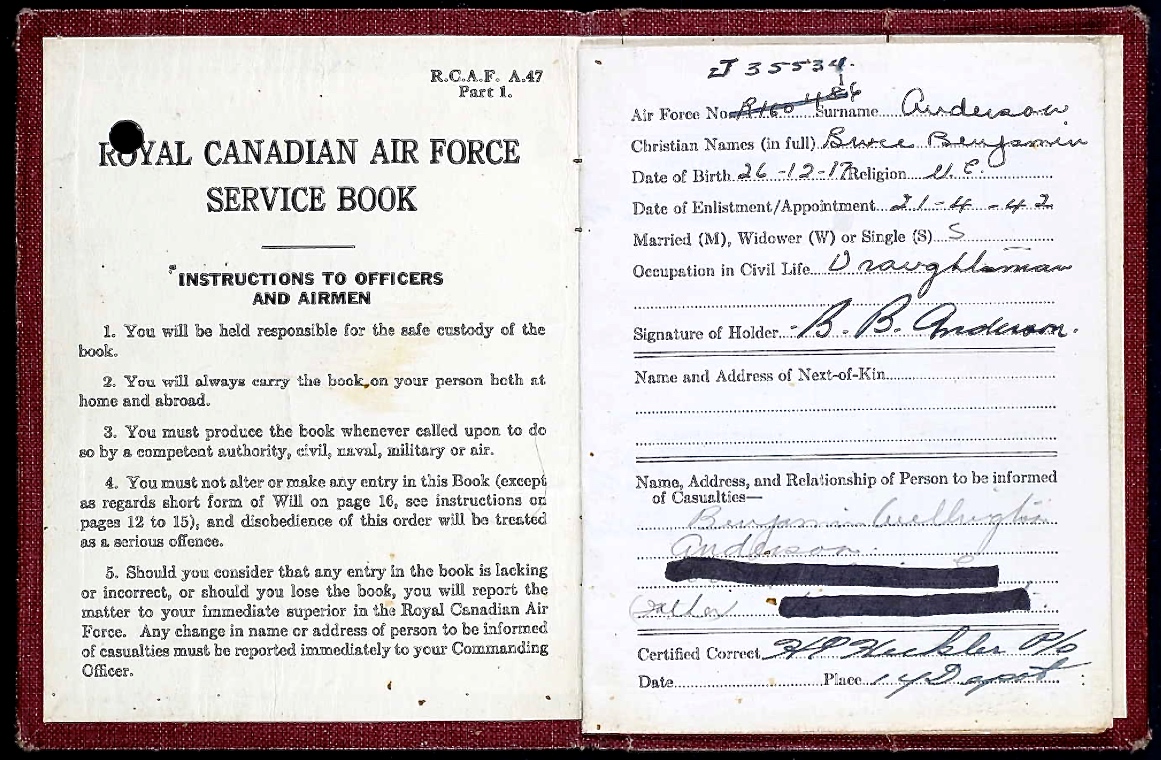 R.C.A.F. A.47
Part 1.
ROYAL CANADIAN AIR FORCE
SERVICE BOOK
INSTRUCTIONS TO OFFICERS
AND AIRMEN
1. You will be held responsible for the safe custody of the
book.
2. You will always carry the book on your person both at
home and abroad.
3. You must produce the book whenever called upon to do
so by a competent authority, civil, naval, military or air.
4. You must not alter or make any entry in this Book (except
as regards short form of Will on page 16, see instructions on
pages 12 to 15), and disobedience of this order will be treated
as a serious offence.
5. Should you consider that any entry in the book is lacking
or incorrect, or should you lose the book, you will report the
matter to your immediate superior in the Royal Canadian Air
Force. Any change in name or address of person to be informed
of casualties must be reported immediately to your Commanding
Officer.
J 35534.
Air Force No. R160486 Surname Anderson
Christian Names (in full) Bruce Benjamin
Date of Birth 26-12-17 Religion U.C.
Date of Enlistment/Appointment 21-4-42
Married (M), Widower (W) or Single (S) S
Occupation in Civil Life Draughtsman
Signature of Holder B. B. Anderson.
Name and Address of Next-of-Kin
Name, Address, and Relationship of Person to be informed
of Casualties—
Benjamin Wellington
Anderson.
Father
Certified Correct P/O
Date Place